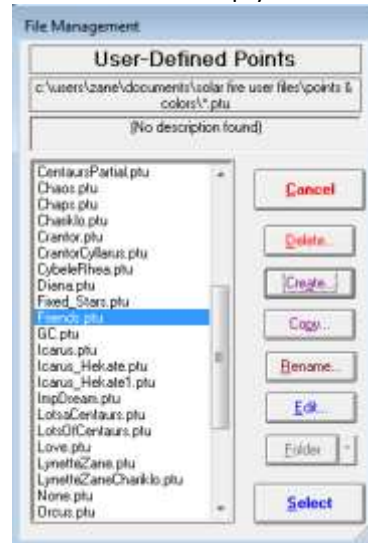 File Management
User-Defined Points
c:\users\zane\documents\solar fire user files\points &
colors\*.ptu
(No description found)
CentaursPartial.ptu
Chaos.ptu
Chaps.ptu
Chariklo.ptu
Crantor.ptu
CrantorCyllarus.ptu
CybeleRhea.ptu
Diana.ptu
Fixed_Stars.ptu
Friends.ptu
GC.ptu
Icarus.ptu
Icarus_Hekate.ptu
Icarus_Hekate1.ptu
ImpDream.ptu
LotsaCentaurs.ptu
LotsOfCentaurs.ptu
Love.ptu
LynetteZane.ptu
LynetteZaneChariklo.ptu
None.ptu
Orcus.ptu
Cancel
Delete...
Create...
Copy...
Rename...
Edit...
Folder
Select